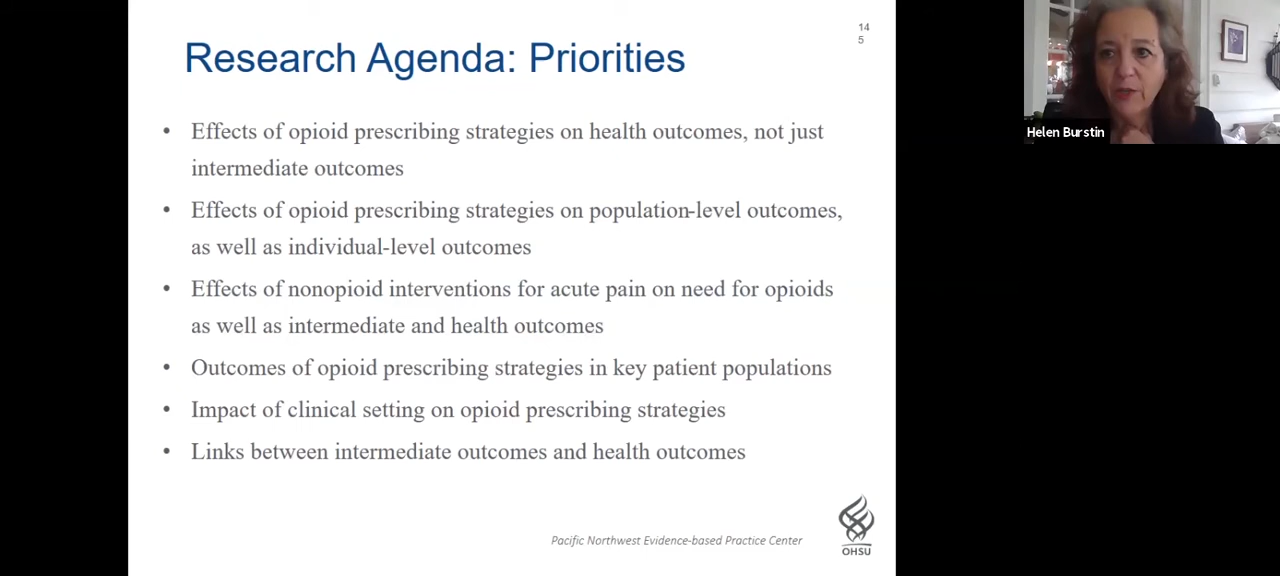 Research Agenda: Priorities
14
5
• Effects of opioid prescribing strategies on health outcomes, not just
intermediate outcomes
• Effects of opioid prescribing strategies on population-level outcomes,
as well as individual-level outcomes
• Effects of nonopioid interventions for acute pain on need for opioids
as well as intermediate and health outcomes
• Outcomes of opioid prescribing strategies in key patient populations
• Impact of clinical setting on opioid prescribing strategies
• Links between intermediate outcomes and health outcomes
Pacific Northwest Evidence-based Practice Center
OHSU
Helen Burstin